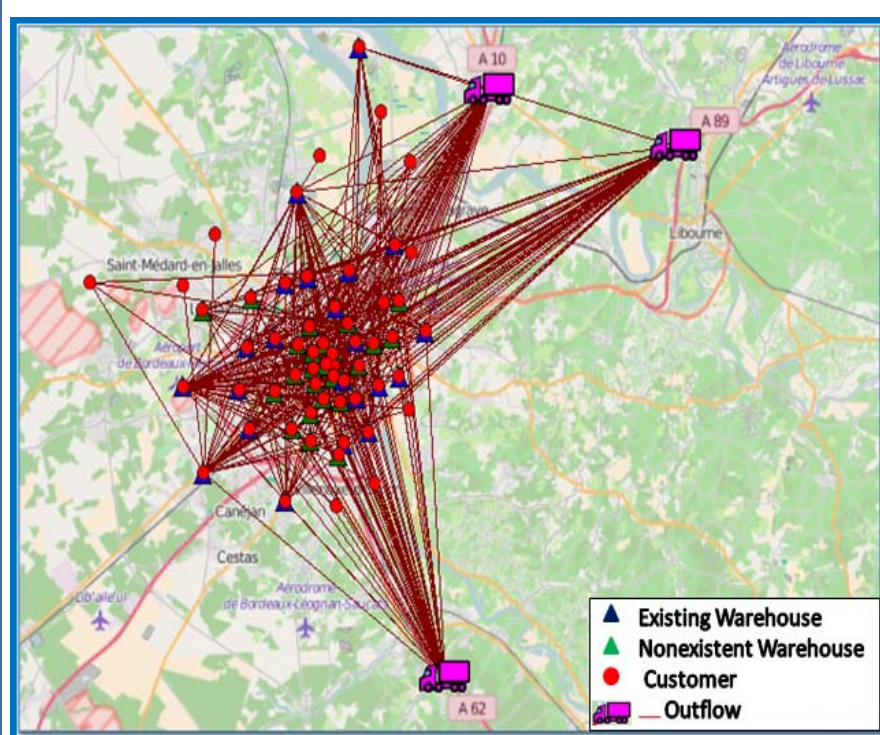 A 10
Aérodrome
de Libourne
Artigues-de-Lussac
A 89
Libourne
Saint-Médard-en-Jalles
Aéroport
de Bordeaux
Canéjan
Cestas
Aérodrome
de Bordeaux-Léognan-Saucats
A 62
Existing Warehouse
Nonexistent Warehouse
Customer
Outflow